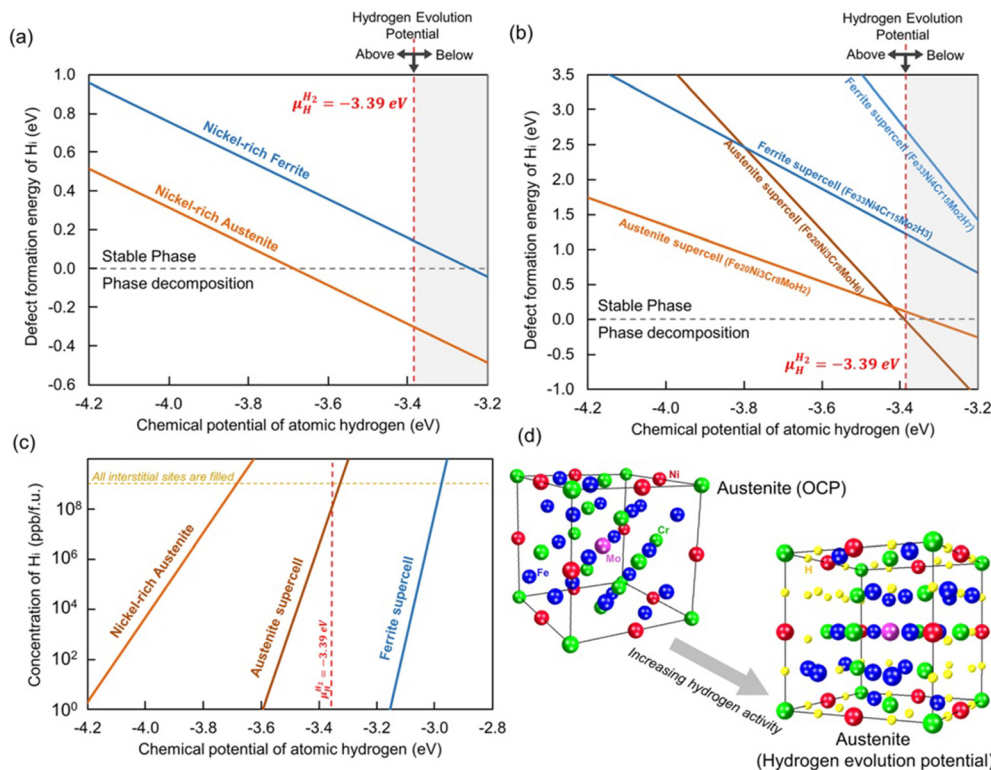 (a)
Hydrogen Evolution
Potential
Above
Below
1.0
0.8
0.6
0.4
0.2
0.0
-0.2
-0.4
-0.6
Defect formation energy of Hi (eV)
μ_H^{H2} = −3.39 eV
Nickel-rich Ferrite
Nickel-rich Austenite
Stable Phase
Phase decomposition
-4.2
-4.0
-3.8
-3.6
-3.4
-3.2
Chemical potential of atomic hydrogen (eV)
(b)
Hydrogen Evolution
Potential
Above
Below
3.5
3.0
2.5
2.0
1.5
1.0
0.5
0.0
-0.5
-1.0
Defect formation energy of Hi (eV)
Ferrite supercell (Fe33Ni4Cr15Mo2H7)
Ferrite supercell (Fe33Ni4Cr15Mo2H3)
Austenite supercell (Fe20Ni3Cr8MoH6)
Austenite supercell (Fe20Ni3Cr8MoH2)
Stable Phase
Phase decomposition
μ_H^{H2} = −3.39 eV
-4.2
-4.0
-3.8
-3.6
-3.4
-3.2
Chemical potential of atomic hydrogen (eV)
(c)
All interstitial sites are filled
10^8
10^6
10^4
10^2
10^0
Concentration of Hi (ppb/f.u.)
Nickel-rich Austenite
Austenite supercell
μ_H^{H2} = −3.39 eV
Ferrite supercell
-4.2
-4.0
-3.8
-3.6
-3.4
-3.2
-3.0
-2.8
Chemical potential of atomic hydrogen (eV)
(d)
Ni
Austenite (OCP)
Cr
Mo
Fe
H
Increasing hydrogen activity
Austenite
(Hydrogen evolution potential)